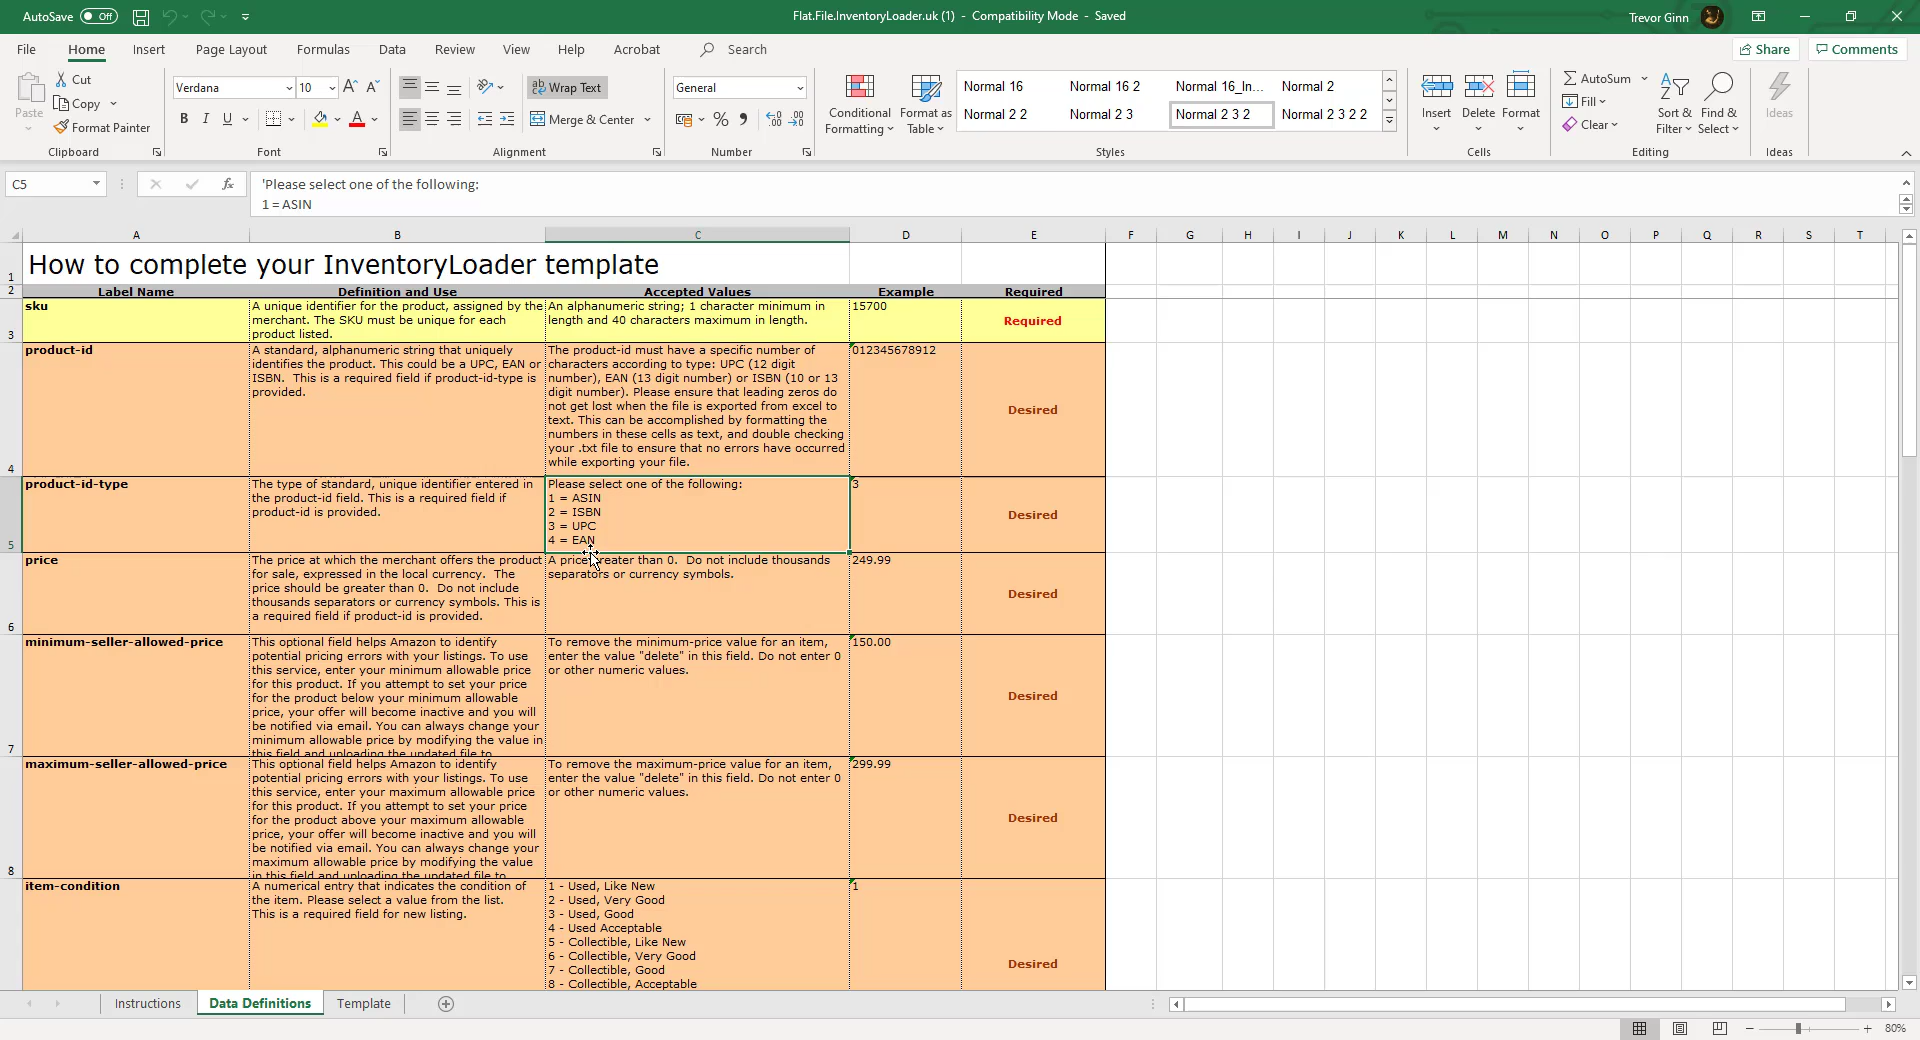 AutoSave Off
Flat.File.InventoryLoader.uk (1) - Compatibility Mode - Saved
Trevor Ginn
File Home Insert Page Layout Formulas Data Review View Help Acrobat Search
Share Comments
Paste
Cut
Copy
Format Painter
Clipboard
Verdana 10
B I U
Font
Wrap Text
Merge & Center
Alignment
General
Number
Conditional Formatting
Format as Table
Normal 16 Normal 16 2 Normal 16_In... Normal 2
Normal 2 2 Normal 2 3 Normal 2 3 2 Normal 2 3 2 2
Styles
Insert Delete Format
Cells
AutoSum
Fill
Clear
Sort & Filter
Find & Select
Editing
Ideas
Ideas
C5
fx
'Please select one of the following:
1 = ASIN
A B C D E F G H I J K L M N O P Q R S T
1
How to complete your InventoryLoader template
2
Label Name Definition and Use Accepted Values Example Required
3
sku
A unique identifier for the product, assigned by the
merchant. The SKU must be unique for each
product listed.
An alphanumeric string; 1 character minimum in
length and 40 characters maximum in length.
15700
Required
4
product-id
A standard, alphanumeric string that uniquely
identifies the product. This could be a UPC, EAN or
ISBN.  This is a required field if product-id-type is
provided.
The product-id must have a specific number of
characters according to type: UPC (12 digit
number), EAN (13 digit number) or ISBN (10 or 13
digit number). Please ensure that leading zeros do
not get lost when the file is exported from excel to
text. This can be accomplished by formatting the
numbers in these cells as text, and double checking
your .txt file to ensure that no errors have occurred
while exporting your file.
012345678912
Desired
5
product-id-type
The type of standard, unique identifier entered in
the product-id field. This is a required field if
product-id is provided.
Please select one of the following:
1 = ASIN
2 = ISBN
3 = UPC
4 = EAN
3
Desired
6
price
The price at which the merchant offers the product
for sale, expressed in the local currency.  The
price should be greater than 0.  Do not include
thousands separators or currency symbols. This is
a required field if product-id is provided.
A price greater than 0.  Do not include thousands
separators or currency symbols.
249.99
Desired
7
minimum-seller-allowed-price
This optional field helps Amazon to identify
potential pricing errors with your listings. To use
this service, enter your minimum allowable price
for this product. If you attempt to set your price
for the product below your minimum allowable
price, your offer will become inactive and you will
be notified via email. You can always change your
minimum allowable price by modifying the value in
this field and uploading the updated file to
To remove the minimum-price value for an item,
enter the value "delete" in this field. Do not enter 0
or other numeric values.
150.00
Desired
8
maximum-seller-allowed-price
This optional field helps Amazon to identify
potential pricing errors with your listings. To use
this service, enter your maximum allowable price
for this product. If you attempt to set your price
for the product above your maximum allowable
price, your offer will become inactive and you will
be notified via email. You can always change your
maximum allowable price by modifying the value
in this field and uploading the updated file to
To remove the maximum-price value for an item,
enter the value "delete" in this field. Do not enter 0
or other numeric values.
299.99
Desired
item-condition
A numerical entry that indicates the condition of
the item. Please select a value from the list.
This is a required field for new listing.
1 - Used, Like New
2 - Used, Very Good
3 - Used, Good
4 - Used Acceptable
5 - Collectible, Like New
6 - Collectible, Very Good
7 - Collectible, Good
8 - Collectible, Acceptable
1
Desired
Instructions Data Definitions Template
80%